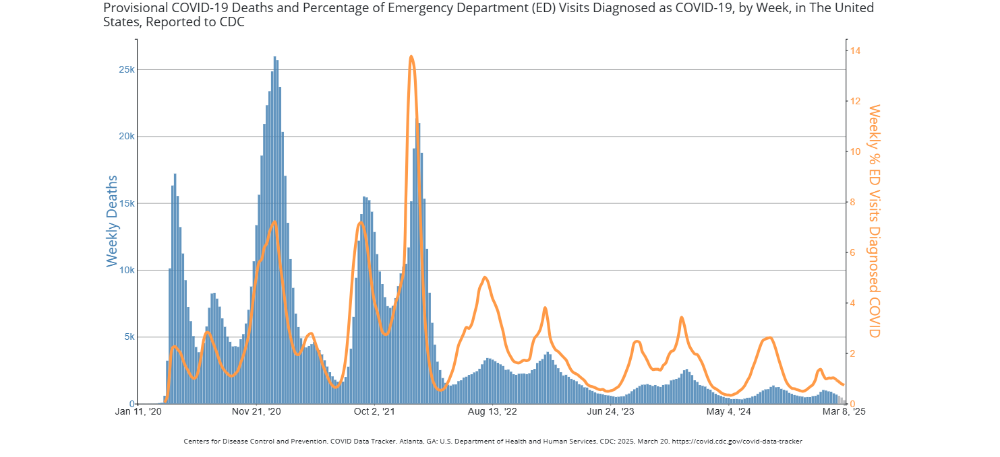 Provisional COVID-19 Deaths and Percentage of Emergency Department (ED) Visits Diagnosed as COVID-19, by Week, in The United
States, Reported to CDC
25k
20k
15k
10k
5k
0
Weekly Deaths
14
12
10
8
6
4
2
0
Weekly % ED Visits Diagnosed COVID
Jan 11, '20
Nov 21, '20
Oct 2, '21
Aug 13, '22
Jun 24, '23
May 4, '24
Mar 8, '25
Centers for Disease Control and Prevention. COVID Data Tracker. Atlanta, GA: U.S. Department of Health and Human Services, CDC; 2025, March 20. https://covid.cdc.gov/covid-data-tracker